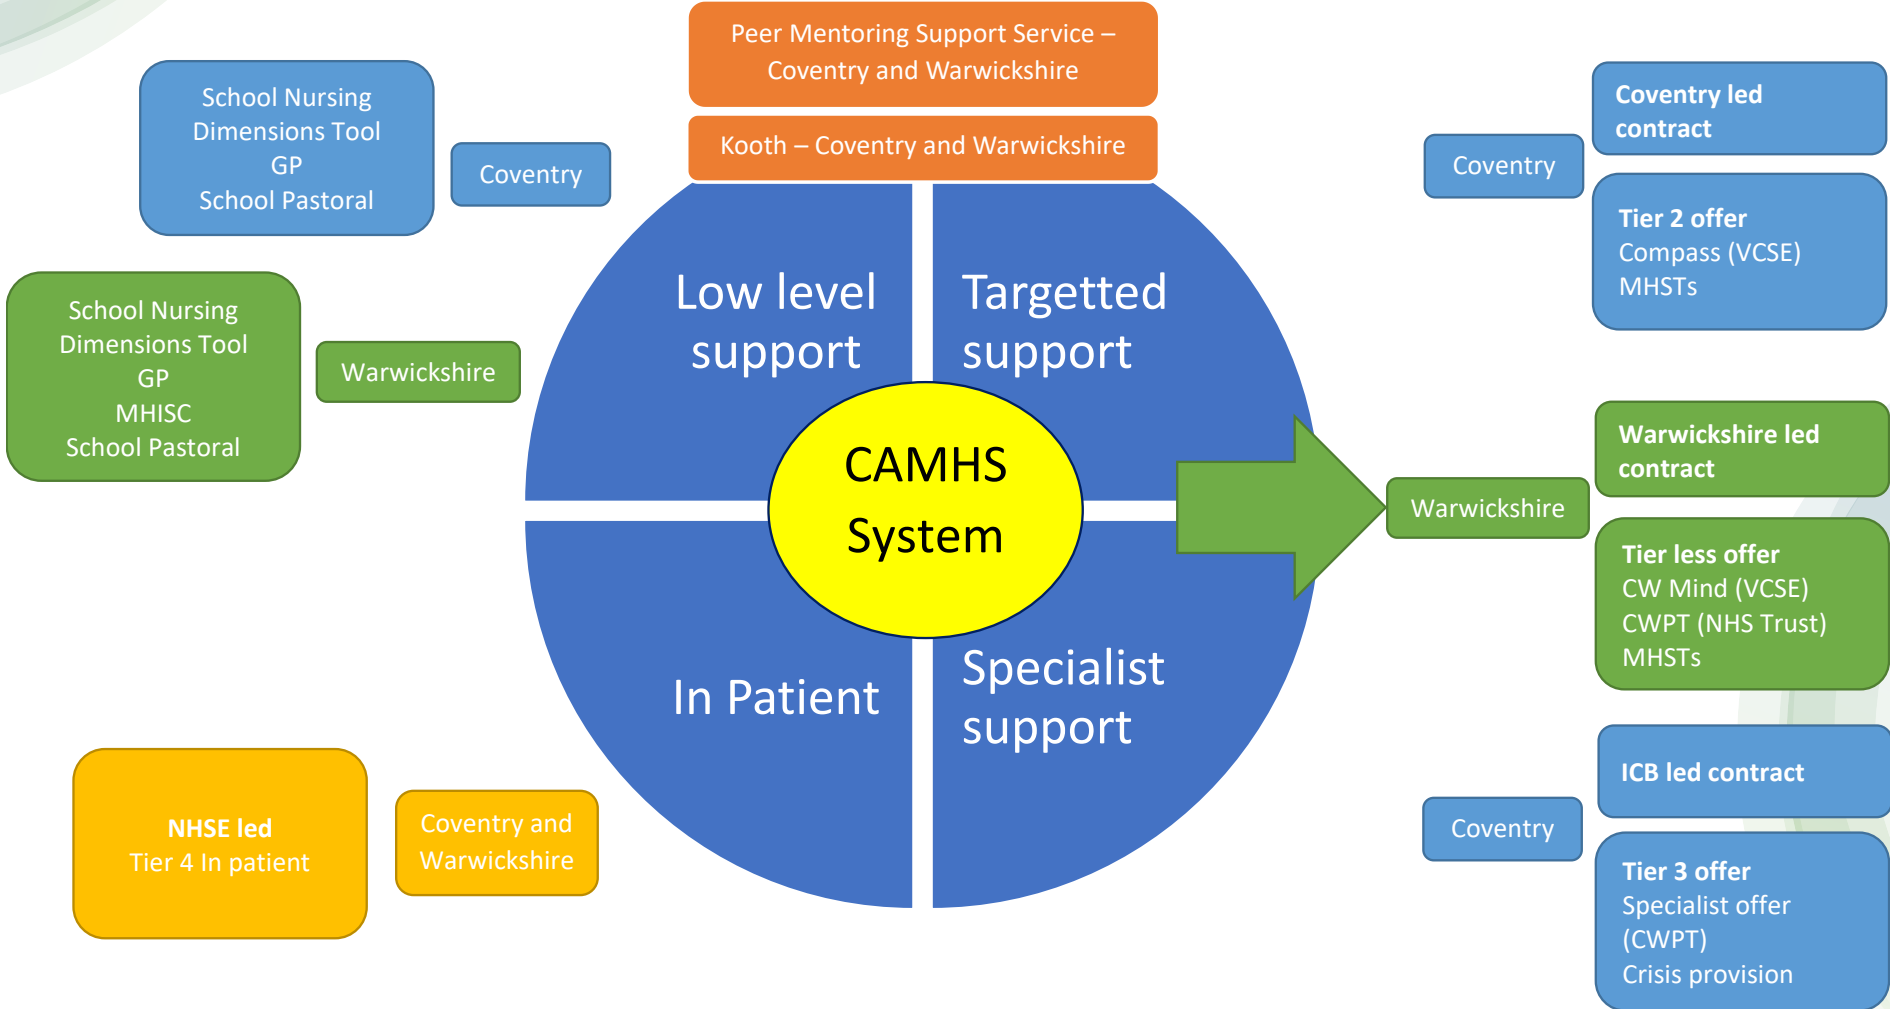 Peer Mentoring Support Service –
Coventry and Warwickshire
Kooth – Coventry and Warwickshire
School Nursing
Dimensions Tool
GP
School Pastoral
Coventry
School Nursing
Dimensions Tool
GP
MHISC
School Pastoral
Warwickshire
Low level
support
Targetted
support
CAMHS
System
In Patient
Specialist
support
NHSE led
Tier 4 In patient
Coventry and
Warwickshire
Coventry
Coventry led
contract
Tier 2 offer
Compass (VCSE)
MHSTs
Warwickshire
Warwickshire led
contract
Tier less offer
CW Mind (VCSE)
CWPT (NHS Trust)
MHSTs
Coventry
ICB led contract
Tier 3 offer
Specialist offer
(CWPT)
Crisis provision